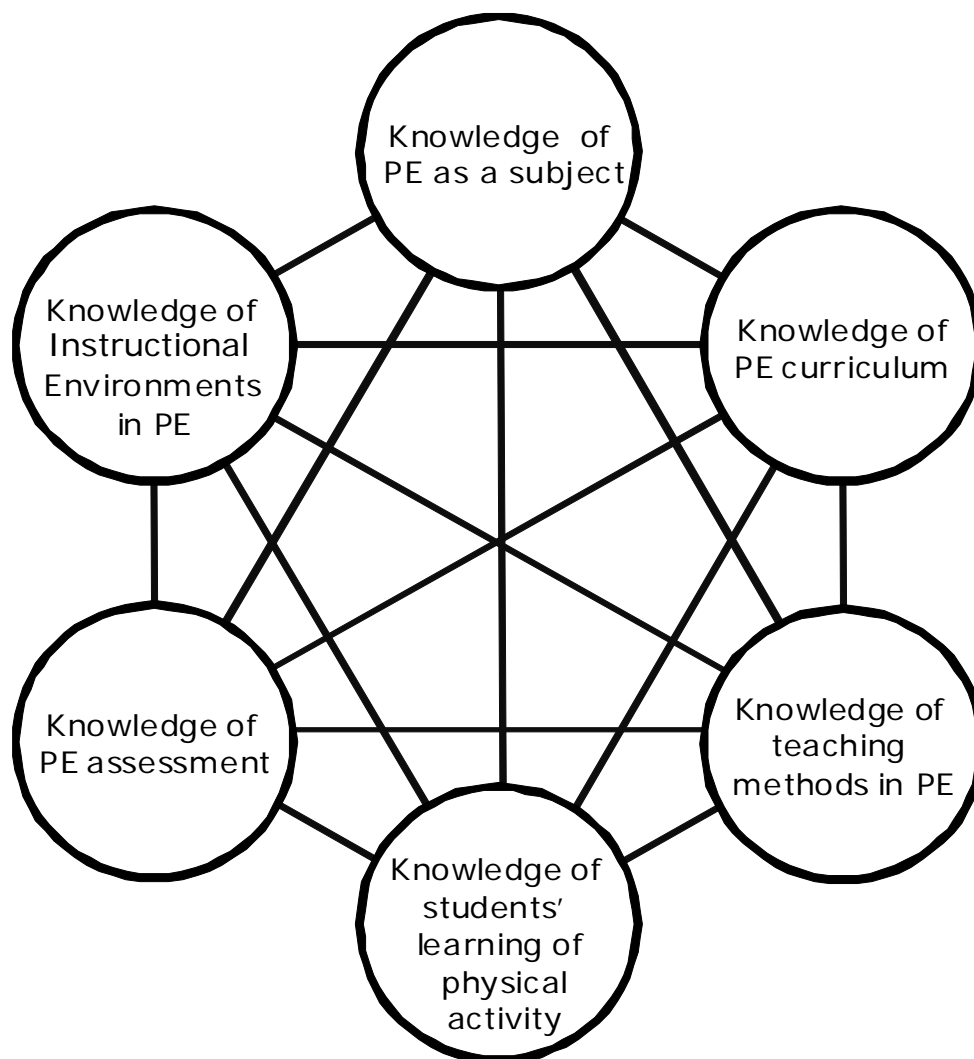 Knowledge of
PE as a subject
Knowledge of
Instructional
Environments
in PE
Knowledge of
PE curriculum
Knowledge of
PE assessment
Knowledge of
teaching
methods in PE
Knowledge of
students'
learning of
physical
activity